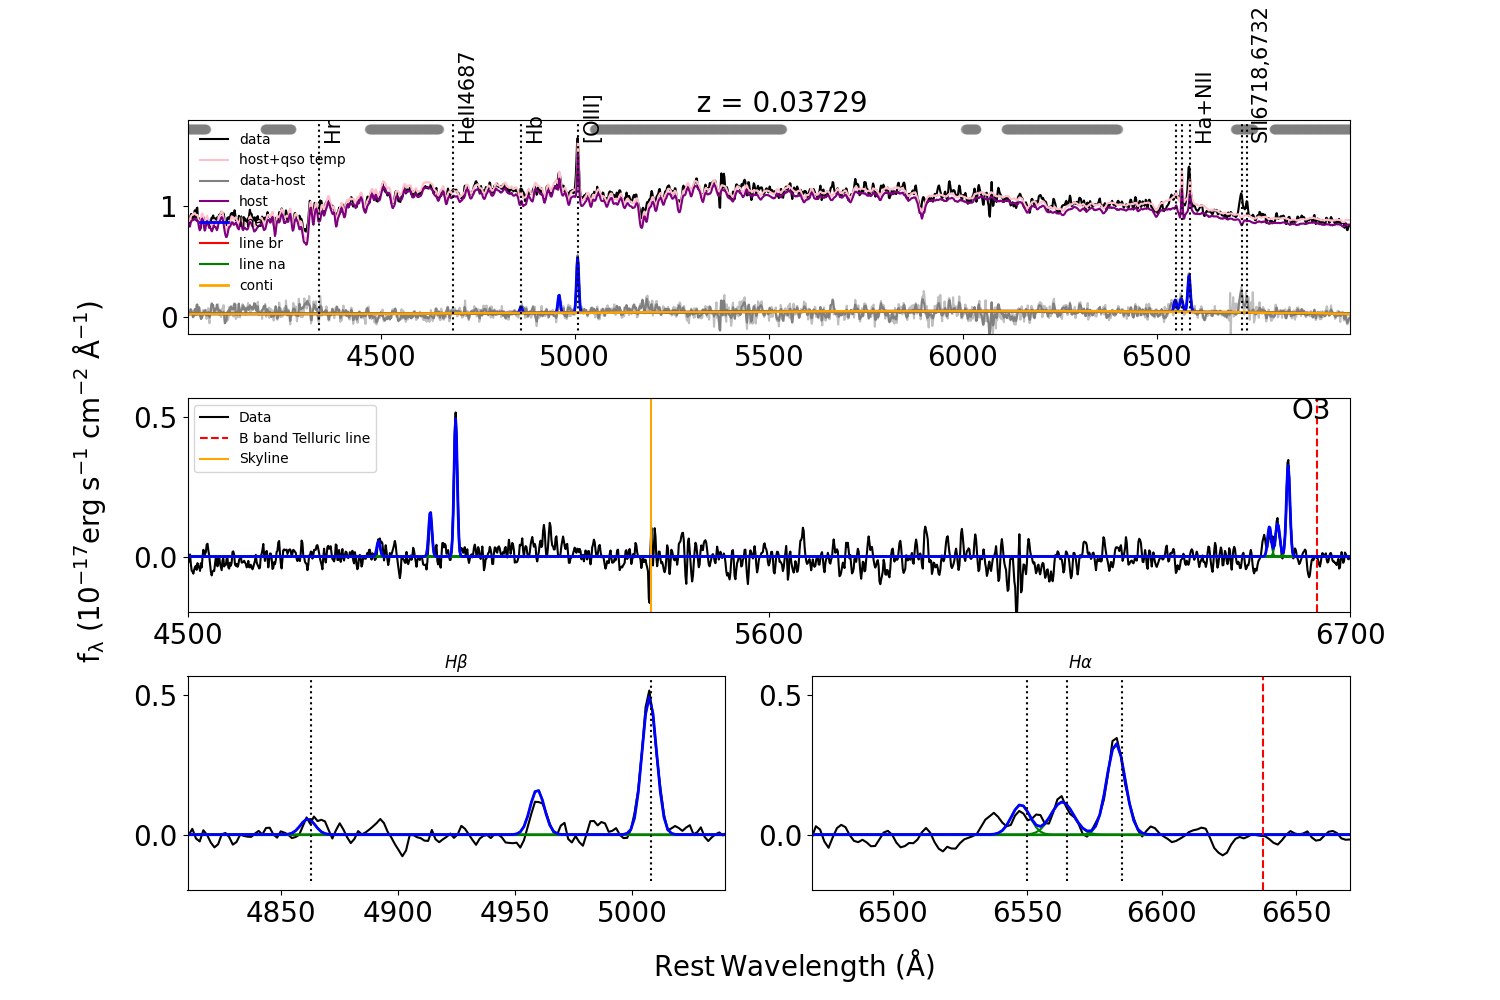 z = 0.03729
Hr
HeII4687
Hb
[OIII]
Ha+NII
SII6718,6732
data
host+qso temp
data-host
host
line
line br
line na
conti
1
0
4500
5000
5500
6000
6500
O3
Data
B band Telluric line
Skyline
0.5
0.0
4500
5600
6700
fλ (10⁻¹⁷erg s⁻¹ cm⁻² Å⁻¹)
Hβ
0.5
0.0
4850
4900
4950
5000
Hα
0.5
0.0
6500
6550
6600
6650
Rest Wavelength (Å)